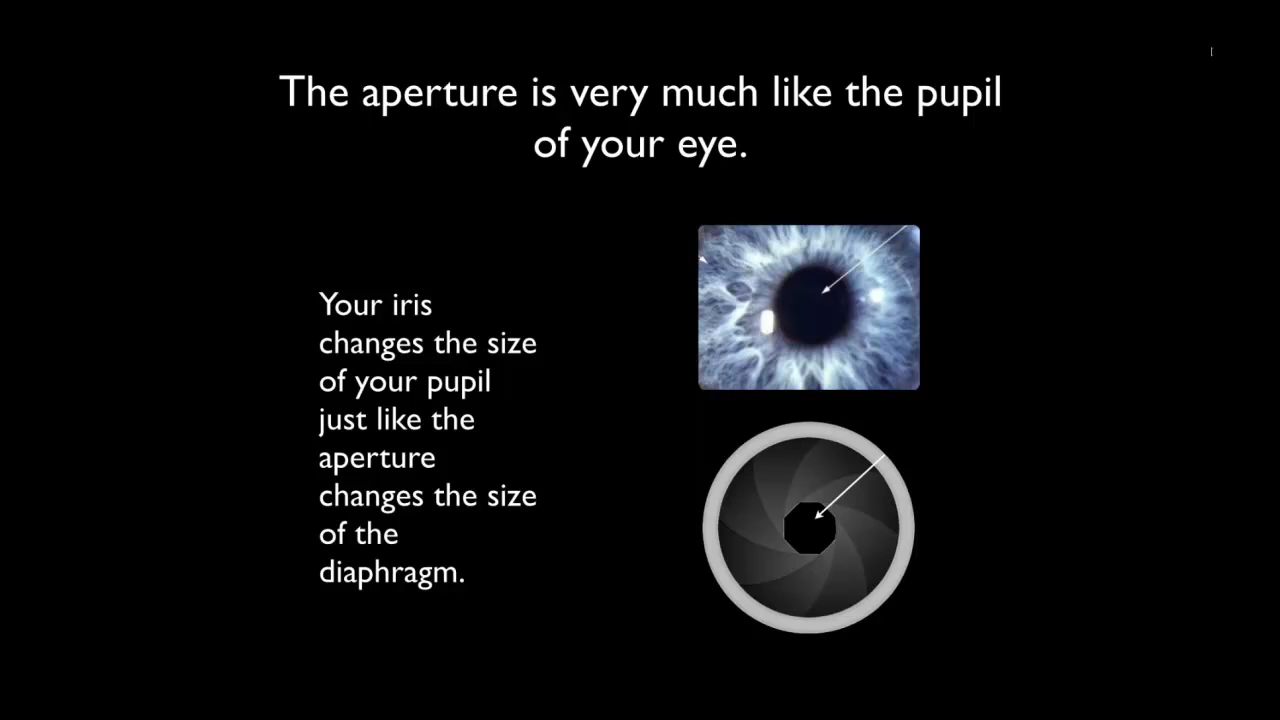 The aperture is very much like the pupil
of your eye.
Your iris
changes the size
of your pupil
just like the
aperture
changes the size
of the
diaphragm.